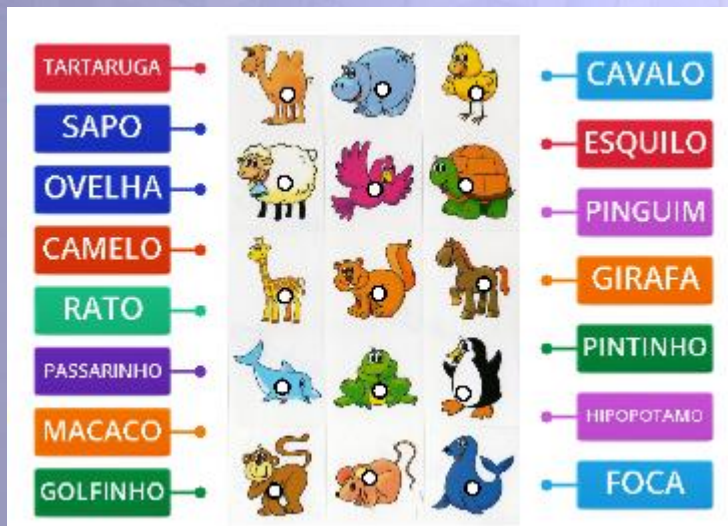 TARTARUGA
SAPO
OVELHA
CAMELO
RATO
PASSARINHO
MACACO
GOLFINHO
CAVALO
ESQUILO
PINGUIM
GIRAFA
PINTINHO
HIPOPOTAMO
FOCA